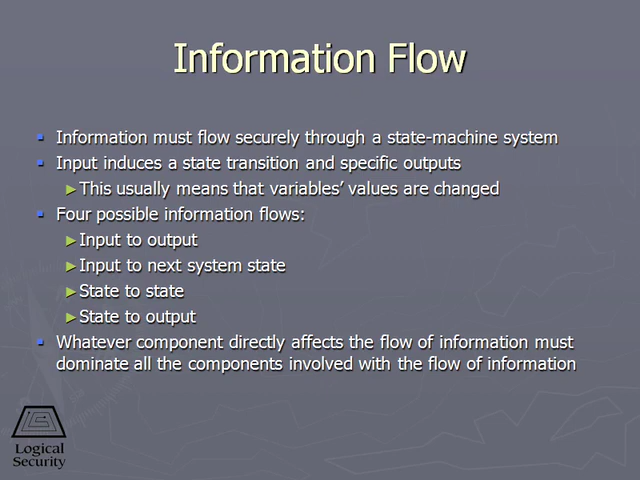 Information Flow
Information must flow securely through a state-machine system
Input induces a state transition and specific outputs
This usually means that variables’ values are changed
Four possible information flows:
Input to output
Input to next system state
State to state
State to output
Whatever component directly affects the flow of information must
dominate all the components involved with the flow of information
Logical
Security